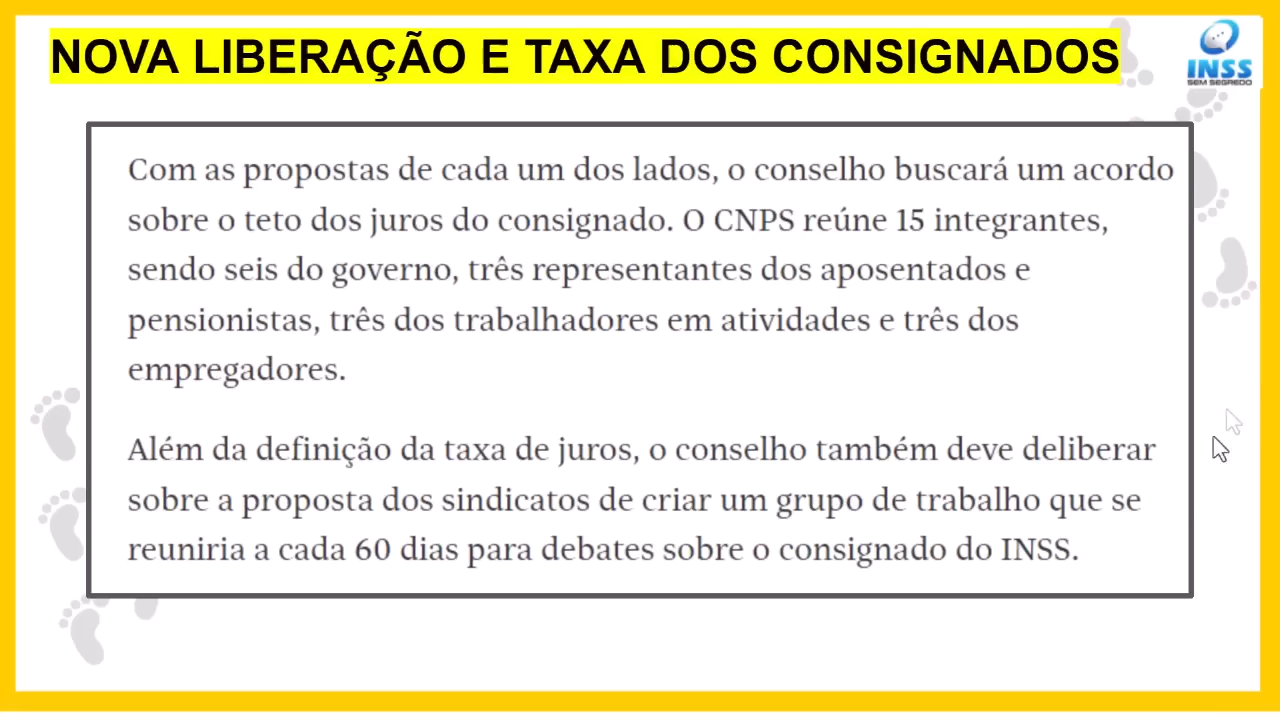 NOVA LIBERAÇÃO E TAXA DOS CONSIGNADOS
INSS
SEM SEGREDO
Com as propostas de cada um dos lados, o conselho buscará um acordo
sobre o teto dos juros do consignado. O CNPS reúne 15 integrantes,
sendo seis do governo, três representantes dos aposentados e
pensionistas, três dos trabalhadores em atividades e três dos
empregadores.
Além da definição da taxa de juros, o conselho também deve deliberar
sobre a proposta dos sindicatos de criar um grupo de trabalho que se
reuniria a cada 60 dias para debates sobre o consignado do INSS.